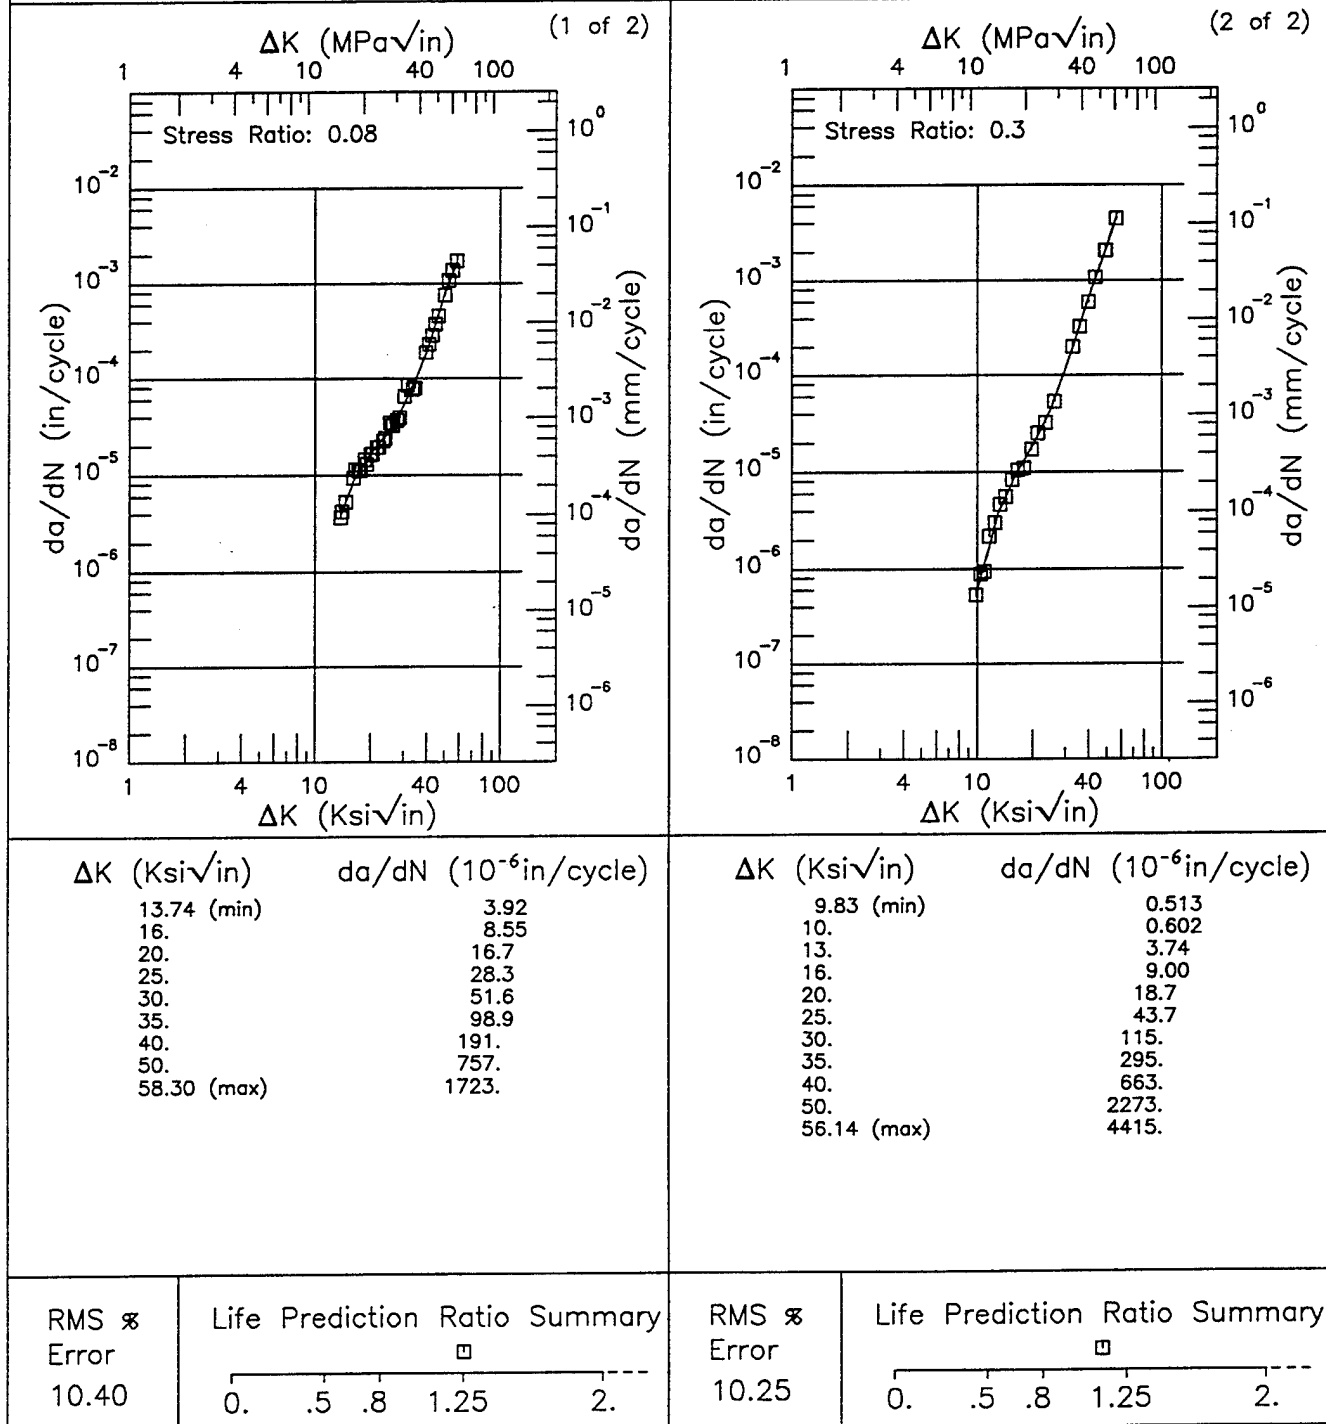 (1 of 2)
ΔK (MPa√in)
1 4 10 40 100
Stress Ratio: 0.08
10⁻²
10⁻³
10⁻⁴
10⁻⁵
10⁻⁶
10⁻⁷
10⁻⁸
da/dN (in/cycle)
10⁰
10⁻¹
10⁻²
10⁻³
10⁻⁴
10⁻⁵
10⁻⁶
da/dN (mm/cycle)
1 4 10 40 100
ΔK (Ksi√in)
ΔK (Ksi√in) da/dN (10⁻⁶in/cycle)
13.74 (min) 3.92
16. 8.55
20. 16.7
25. 28.3
30. 51.6
35. 98.9
40. 191.
50. 757.
58.30 (max) 1723.
RMS %
Error
10.40
Life Prediction Ratio Summary
0. .5 .8 1.25 2.
(2 of 2)
ΔK (MPa√in)
1 4 10 40 100
Stress Ratio: 0.3
10⁻²
10⁻³
10⁻⁴
10⁻⁵
10⁻⁶
10⁻⁷
10⁻⁸
da/dN (in/cycle)
10⁰
10⁻¹
10⁻²
10⁻³
10⁻⁴
10⁻⁵
10⁻⁶
da/dN (mm/cycle)
1 4 10 40 100
ΔK (Ksi√in)
ΔK (Ksi√in) da/dN (10⁻⁶in/cycle)
9.83 (min) 0.513
10. 0.602
13. 3.74
16. 9.00
20. 18.7
25. 43.7
30. 115.
35. 295.
40. 663.
50. 2273.
56.14 (max) 4415.
RMS %
Error
10.25
Life Prediction Ratio Summary
0. .5 .8 1.25 2.